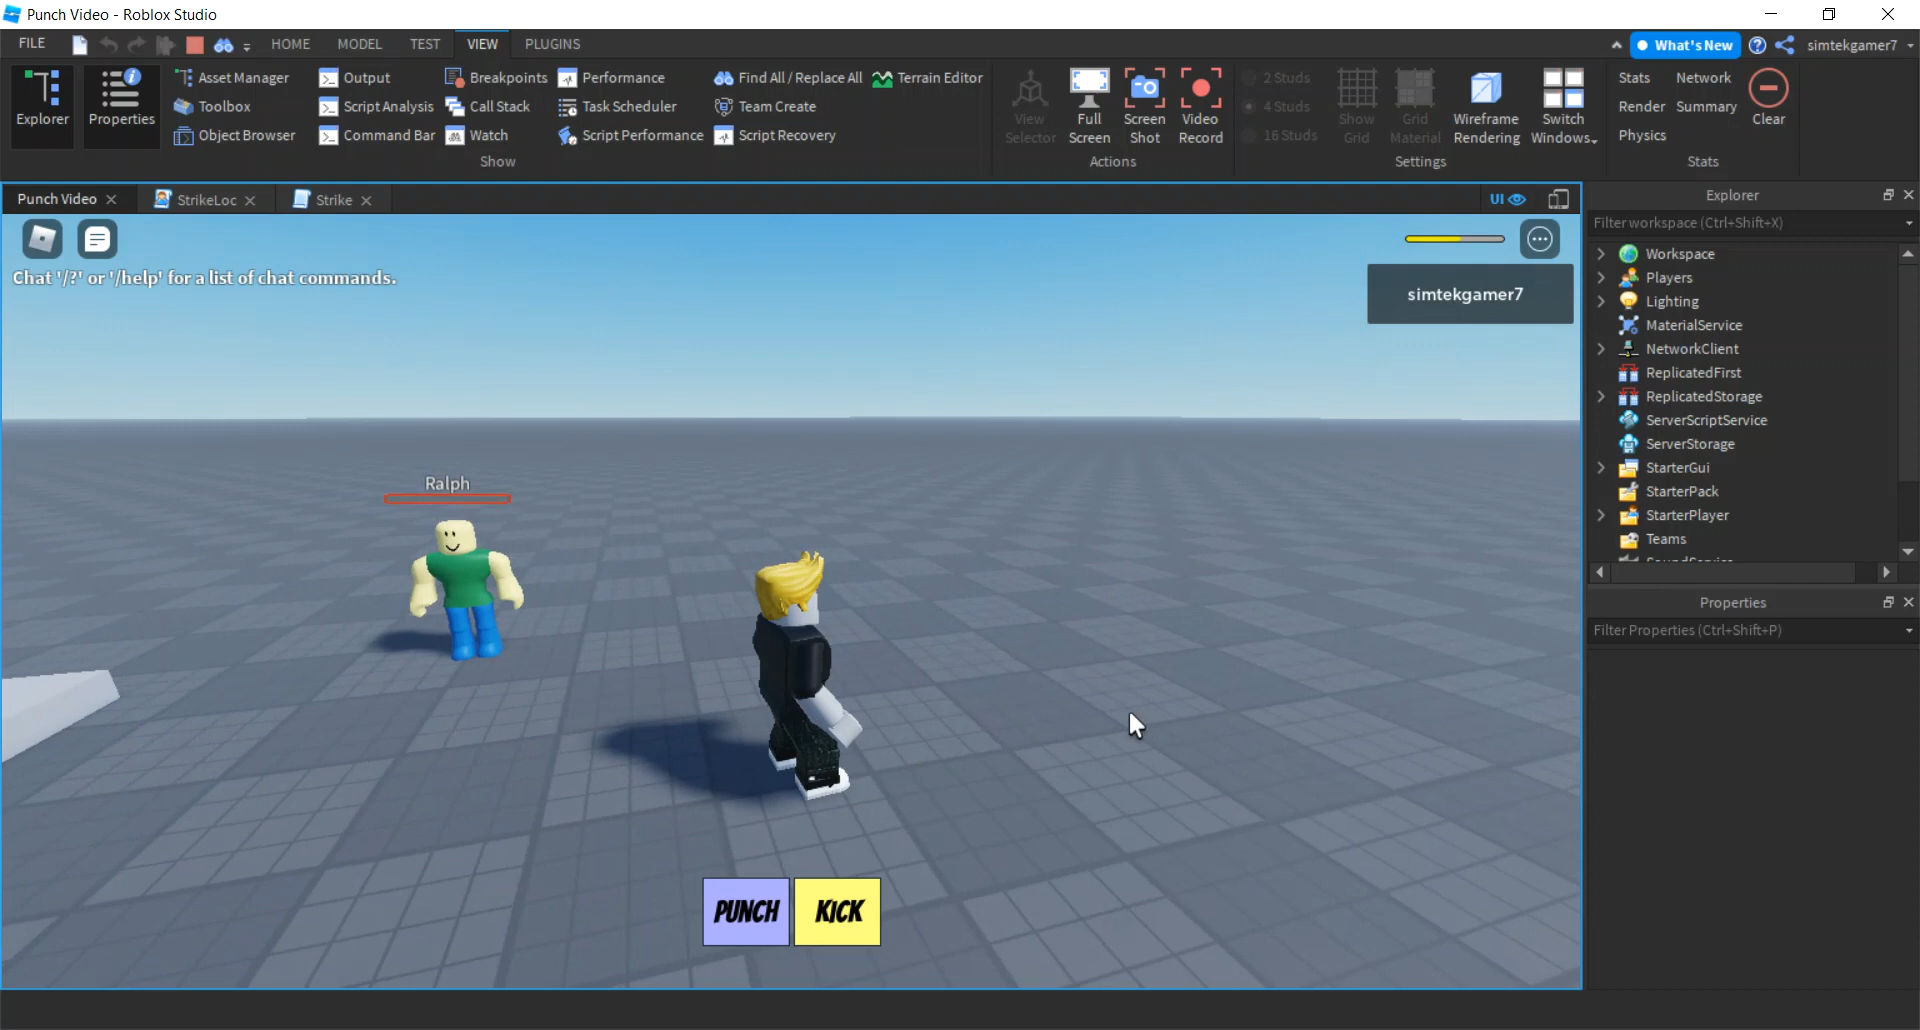 Punch Video - Roblox Studio
FILE HOME MODEL TEST VIEW PLUGINS What's New simtekgamer7
Explorer
Properties
Asset Manager
Toolbox
Object Browser
Output
Script Analysis
Command Bar
Breakpoints
Call Stack
Watch
Performance
Task Scheduler
Script Performance
Find All / Replace All
Team Create
Script Recovery
Terrain Editor
Show
View
Selector
Full
Screen
Screen
Shot
Video
Record
Actions
2 Studs
4 Studs
16 Studs
Show
Grid
Grid
Material
Wireframe
Rendering
Switch
Windows
Settings
Stats Network
Render Summary
Physics
Clear
Stats
Punch Video StrikeLoc Strike UI
Chat '/?' or '/help' for a list of chat commands.
simtekgamer7
Ralph
PUNCH KICK
Explorer
Filter workspace (Ctrl+Shift+X)
Workspace
Players
Lighting
MaterialService
NetworkClient
ReplicatedFirst
ReplicatedStorage
ServerScriptService
ServerStorage
StarterGui
StarterPack
StarterPlayer
Teams
SoundService
Properties
Filter Properties (Ctrl+Shift+P)